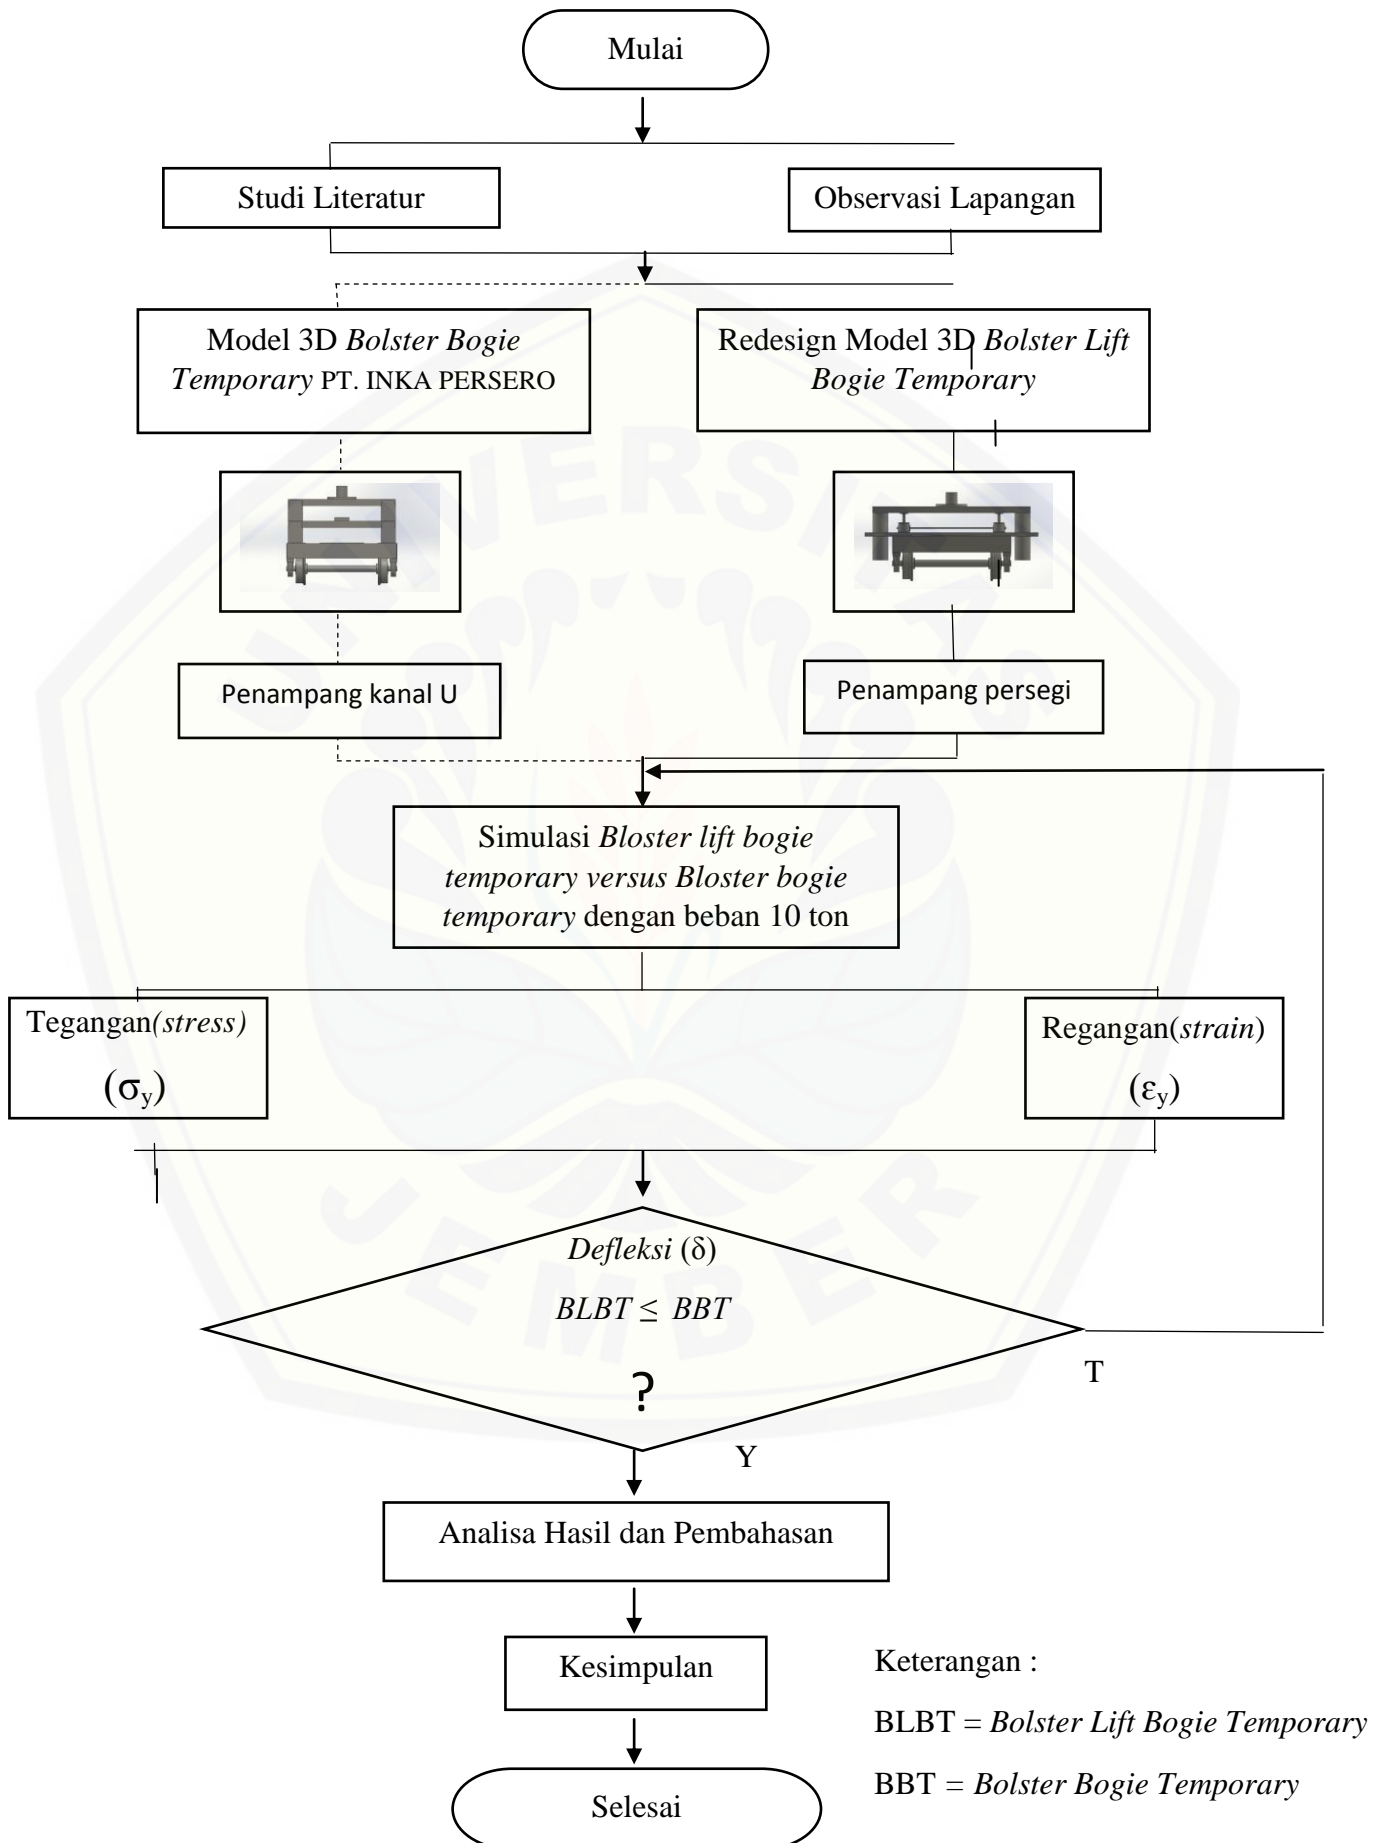 Mulai
Studi Literatur
Observasi Lapangan
Model 3D Bolster Bogie
Temporary PT. INKA PERSERO
Redesign Model 3D Bolster Lift
Bogie Temporary
Penampang kanal U
Penampang persegi
Simulasi Bloster lift bogie
temporary versus Bloster bogie
temporary dengan beban 10 ton
Tegangan(stress)
(σy)
Regangan(strain)
(εy)
Defleksi (δ)
BLBT ≤ BBT
?
T
Y
Analisa Hasil dan Pembahasan
Kesimpulan
Selesai
Keterangan :
BLBT = Bolster Lift Bogie Temporary
BBT = Bolster Bogie Temporary
UNIVERSITAS
JEMBER